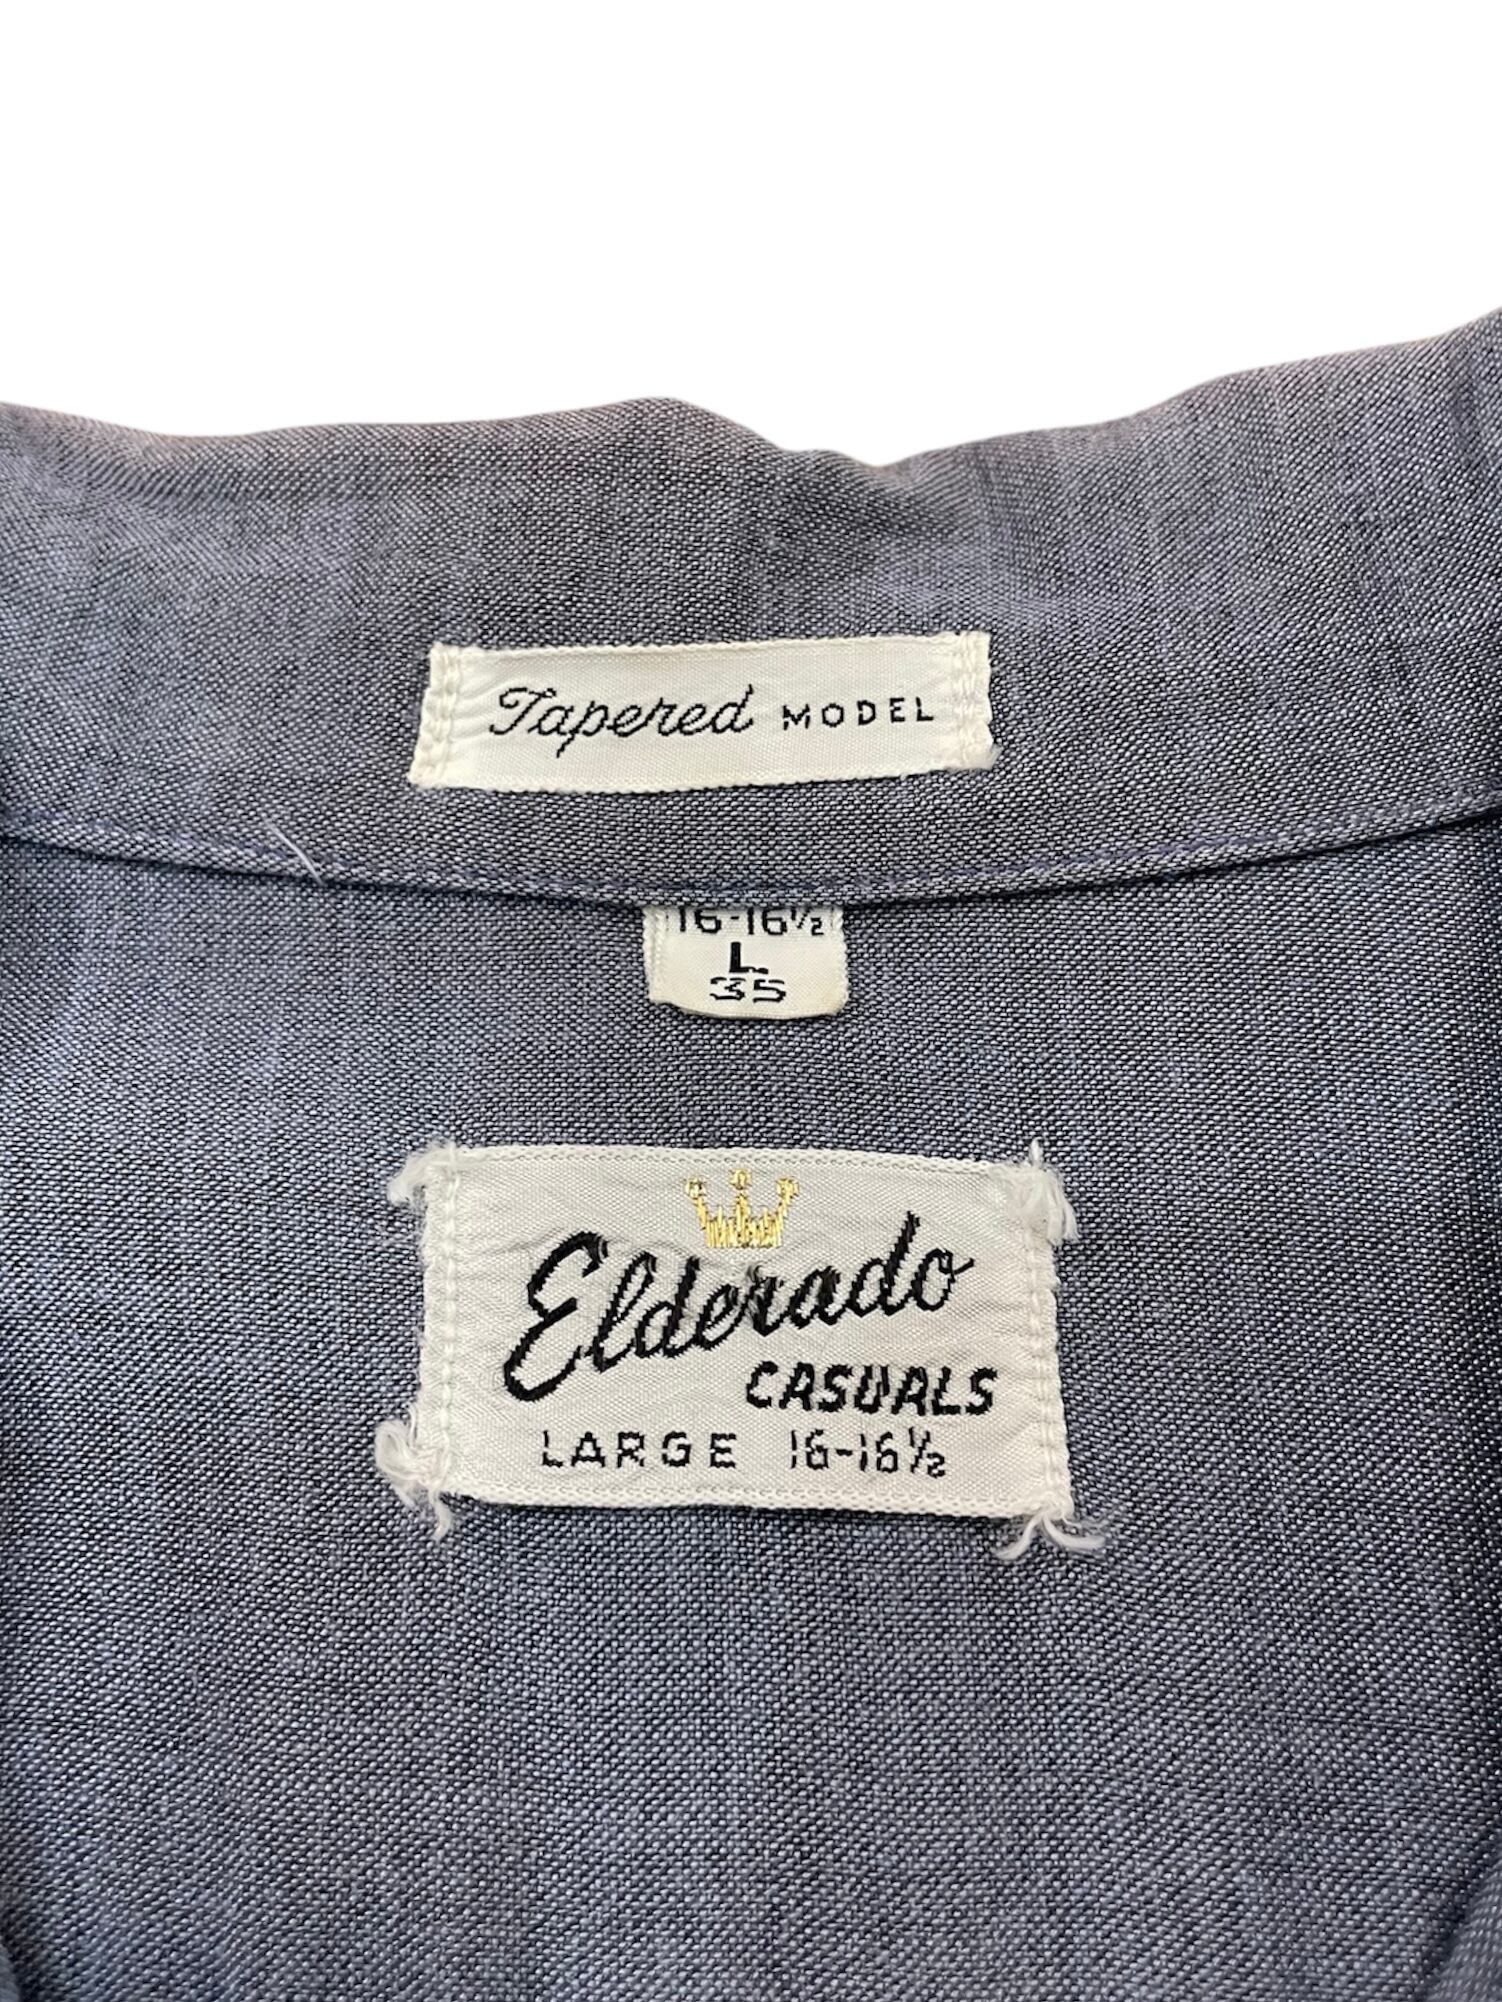 Tapered MODEL
16-16½
L
35
Elderado
CASUALS
LARGE 16-16½